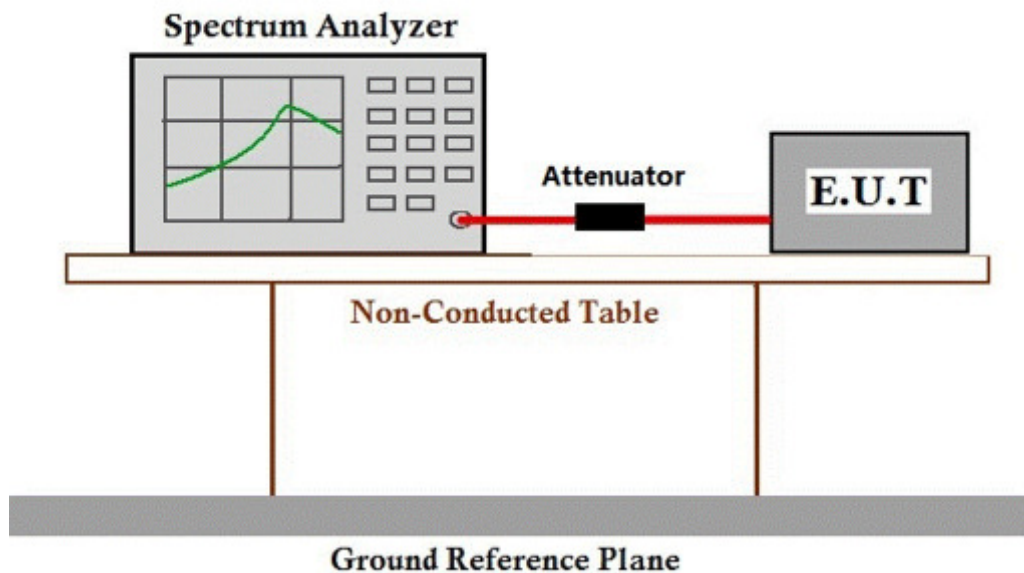 Spectrum Analyzer
Attenuator
E.U.T
Non-Conducted Table
Ground Reference Plane